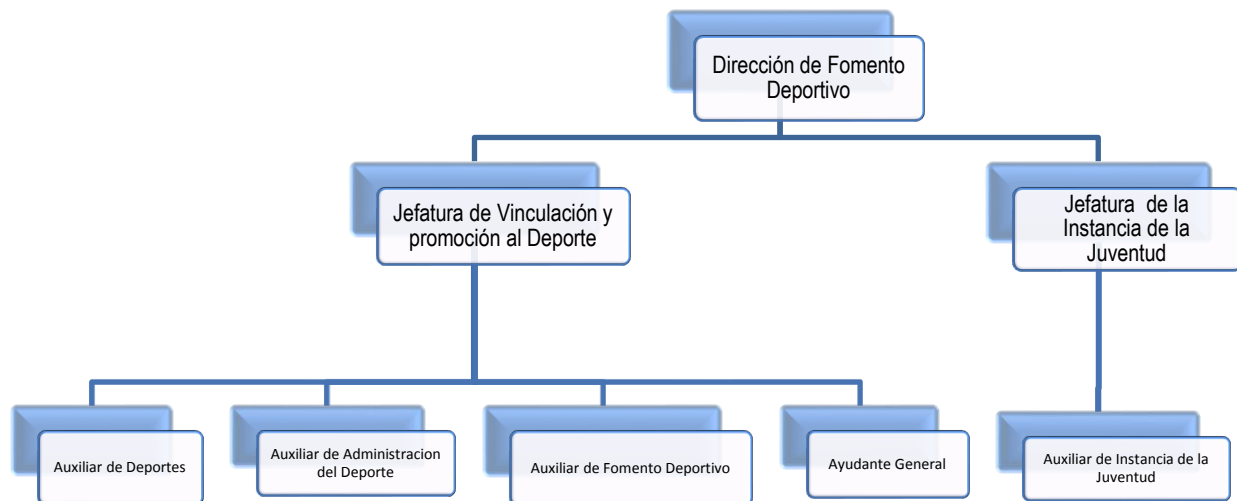 Dirección de Fomento
Deportivo
Jefatura de Vinculación y
promoción al Deporte
Jefatura de la
Instancia de la
Juventud
Auxiliar de Deportes
Auxiliar de Administracion
del Deporte
Auxiliar de Fomento Deportivo
Ayudante General
Auxiliar de Instancia de la
Juventud